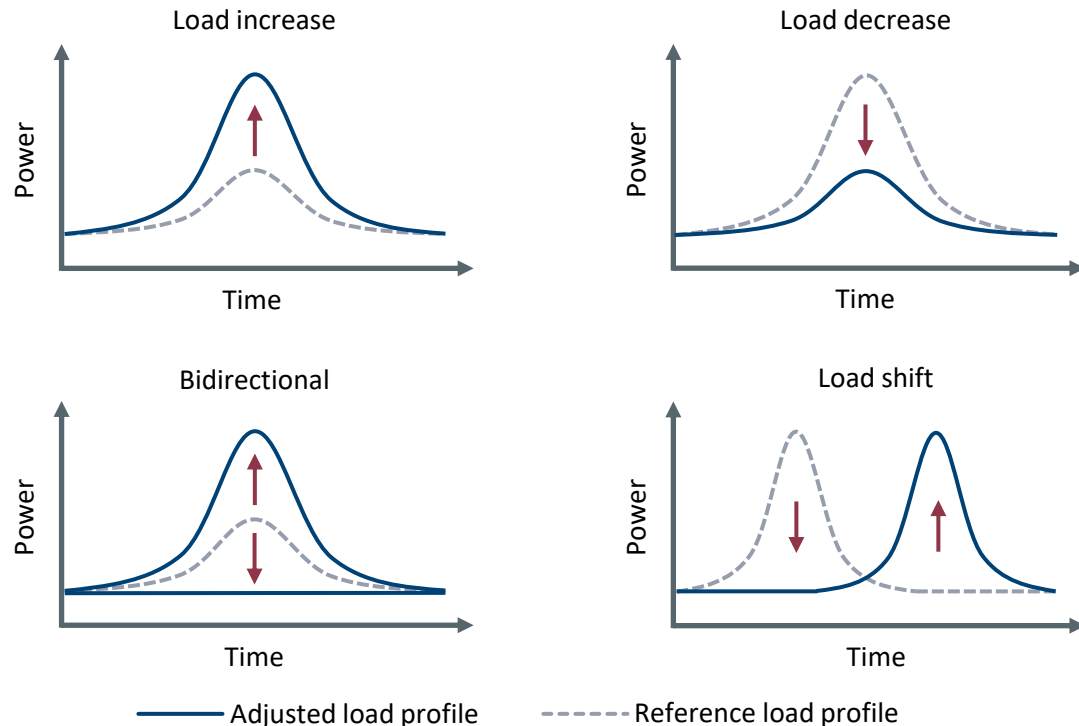 Load increase
Load decrease
Power
Time
Power
Time
Bidirectional
Load shift
Power
Time
Power
Time
Adjusted load profile
Reference load profile